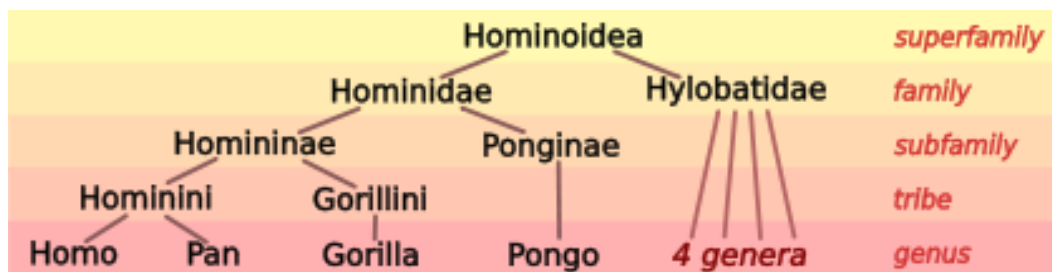 Hominoidea superfamily
Hominidae Hylobatidae family
Homininae Ponginae subfamily
Hominini Gorillini tribe
Homo Pan Gorilla Pongo 4 genera genus